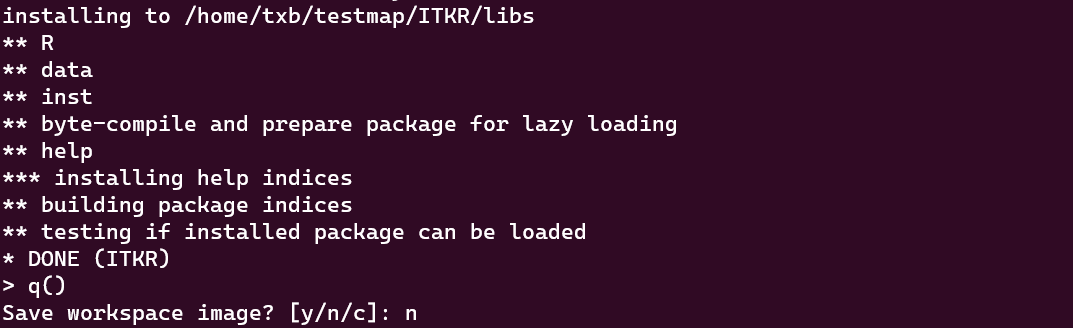 installing to /home/txb/testmap/ITKR/libs
** R
** data
** inst
** byte-compile and prepare package for lazy loading
** help
*** installing help indices
** building package indices
** testing if installed package can be loaded
* DONE (ITKR)
> q()
Save workspace image? [y/n/c]: n